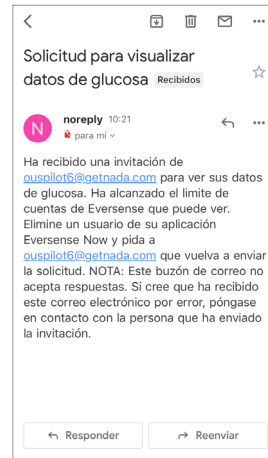 Solicitud para visualizar
datos de glucosa Recibidos
N
noreply 10:21
para mí
Ha recibido una invitación de
ouspilot6@getnada.com para ver sus datos
de glucosa. Ha alcanzado el limite de
cuentas de Eversense que puede ver.
Elimine un usuario de su aplicación
Eversense Now y pida a
ouspilot6@getnada.com que vuelva a enviar
la solicitud. NOTA: Este buzón de correo no
acepta respuestas. Si cree que ha recibido
este correo electrónico por error, póngase
en contacto con la persona que ha enviado
la invitación.
Responder
Reenviar